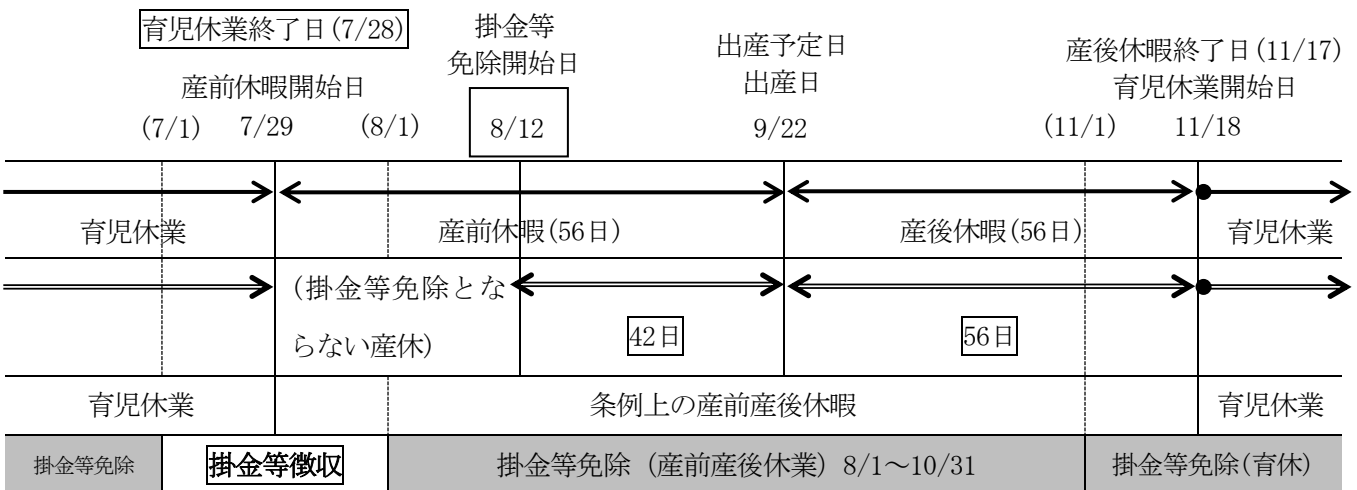 育児休業終了日(7/28)
掛金等
免除開始日
出産予定日
出産日
産後休暇終了日(11/17)
育児休業開始日
産前休暇開始日
(7/1) 7/29 (8/1) 8/12 9/22 (11/1) 11/18
育児休業 産前休暇(56日) 産後休暇(56日) 育児休業
(掛金等免除とな
らない産休)
42日 56日
育児休業 条例上の産前産後休暇 育児休業
掛金等免除 掛金等徴収 掛金等免除（産前産後休業）8/1～10/31 掛金等免除(育休)